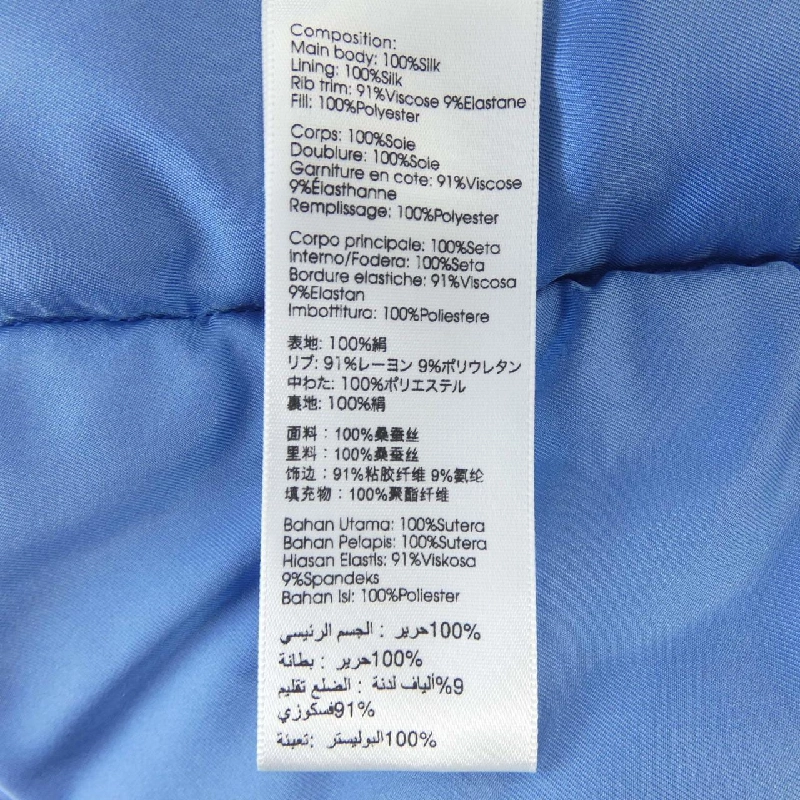 Composition:
Main body: 100%Silk
Lining: 100%Silk
Rib trim: 91%Viscose 9%Elastane
Fill: 100%Polyester
Corps: 100%Soie
Doublure: 100%Soie
Garniture en cote: 91%Viscose
9%Élasthanne
Remplissage: 100%Polyester
Corpo principale: 100%Seta
Interno/Fodera: 100%Seta
Bordure elastiche: 91%Viscosa
9%Elastan
Imbottitura: 100%Poliestere
表地: 100%絹
リブ: 91%レーヨン 9%ポリウレタン
中わた: 100%ポリエステル
裏地: 100%絹
面料：100%桑蚕丝
里料：100%桑蚕丝
饰边：91%粘胶纤维 9%氨纶
填充物：100%聚酯纤维
Bahan Utama: 100%Sutera
Bahan Pelapis: 100%Sutera
Hiasan Elastis: 91%Viskosa
9%Spandeks
Bahan Isi: 100%Poliester
100%حرير : الجسم الرئيسي
100%حرير : بطانة
9%ألياف لدنة : الضلع تقليم
91%فسكوزي
100%البوليستر :تعبئة